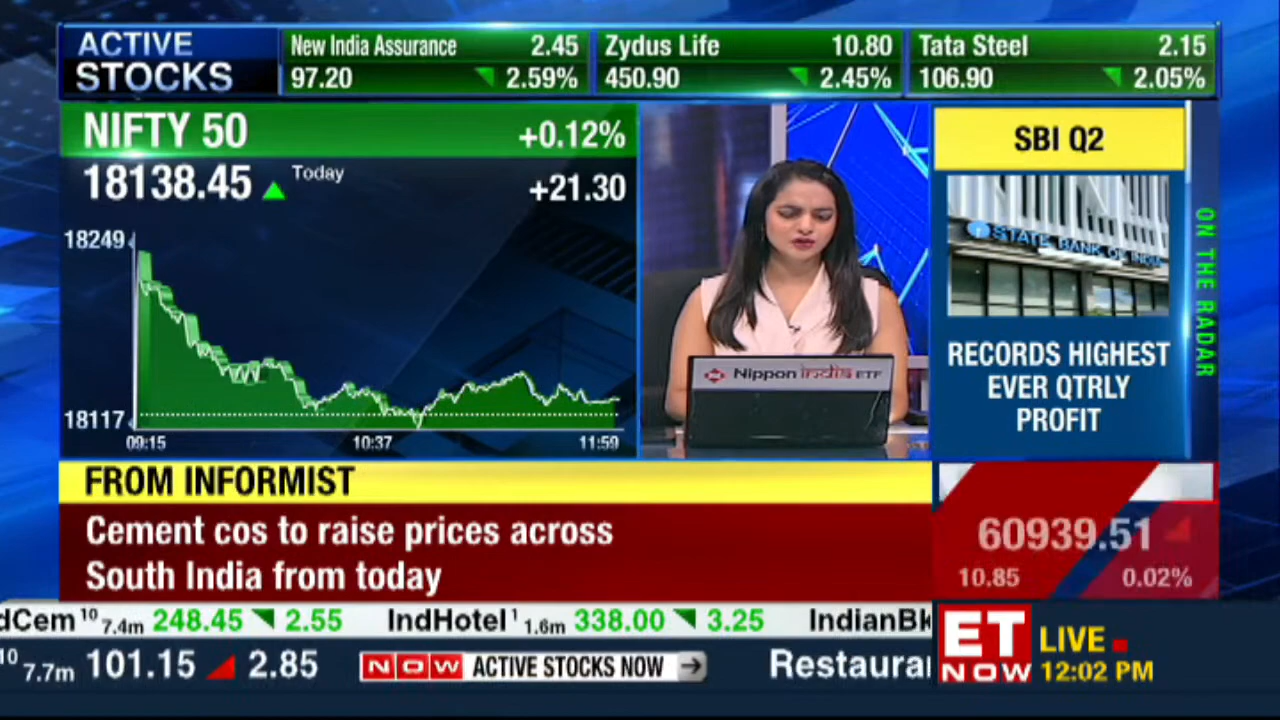 ACTIVE
STOCKS
New India Assurance 2.45
97.20 2.59%
Zydus Life 10.80
450.90 2.45%
Tata Steel 2.15
106.90 2.05%
NIFTY 50 +0.12%
18138.45 Today +21.30
18249
18117
09:15 10:37 11:59
Nippon india ETF
SBI Q2
STATE BANK OF INDIA
RECORDS HIGHEST
EVER QTRLY
PROFIT
ON THE RADAR
FROM INFORMIST
Cement cos to raise prices across
South India from today
60939.51
10.85 0.02%
dCem 10 7.4m 248.45 2.55 IndHotel 1 1.6m 338.00 3.25 IndianBk
10 7.7m 101.15 2.85 NOW ACTIVE STOCKS NOW Restaura
ET
NOW
LIVE
12:02 PM